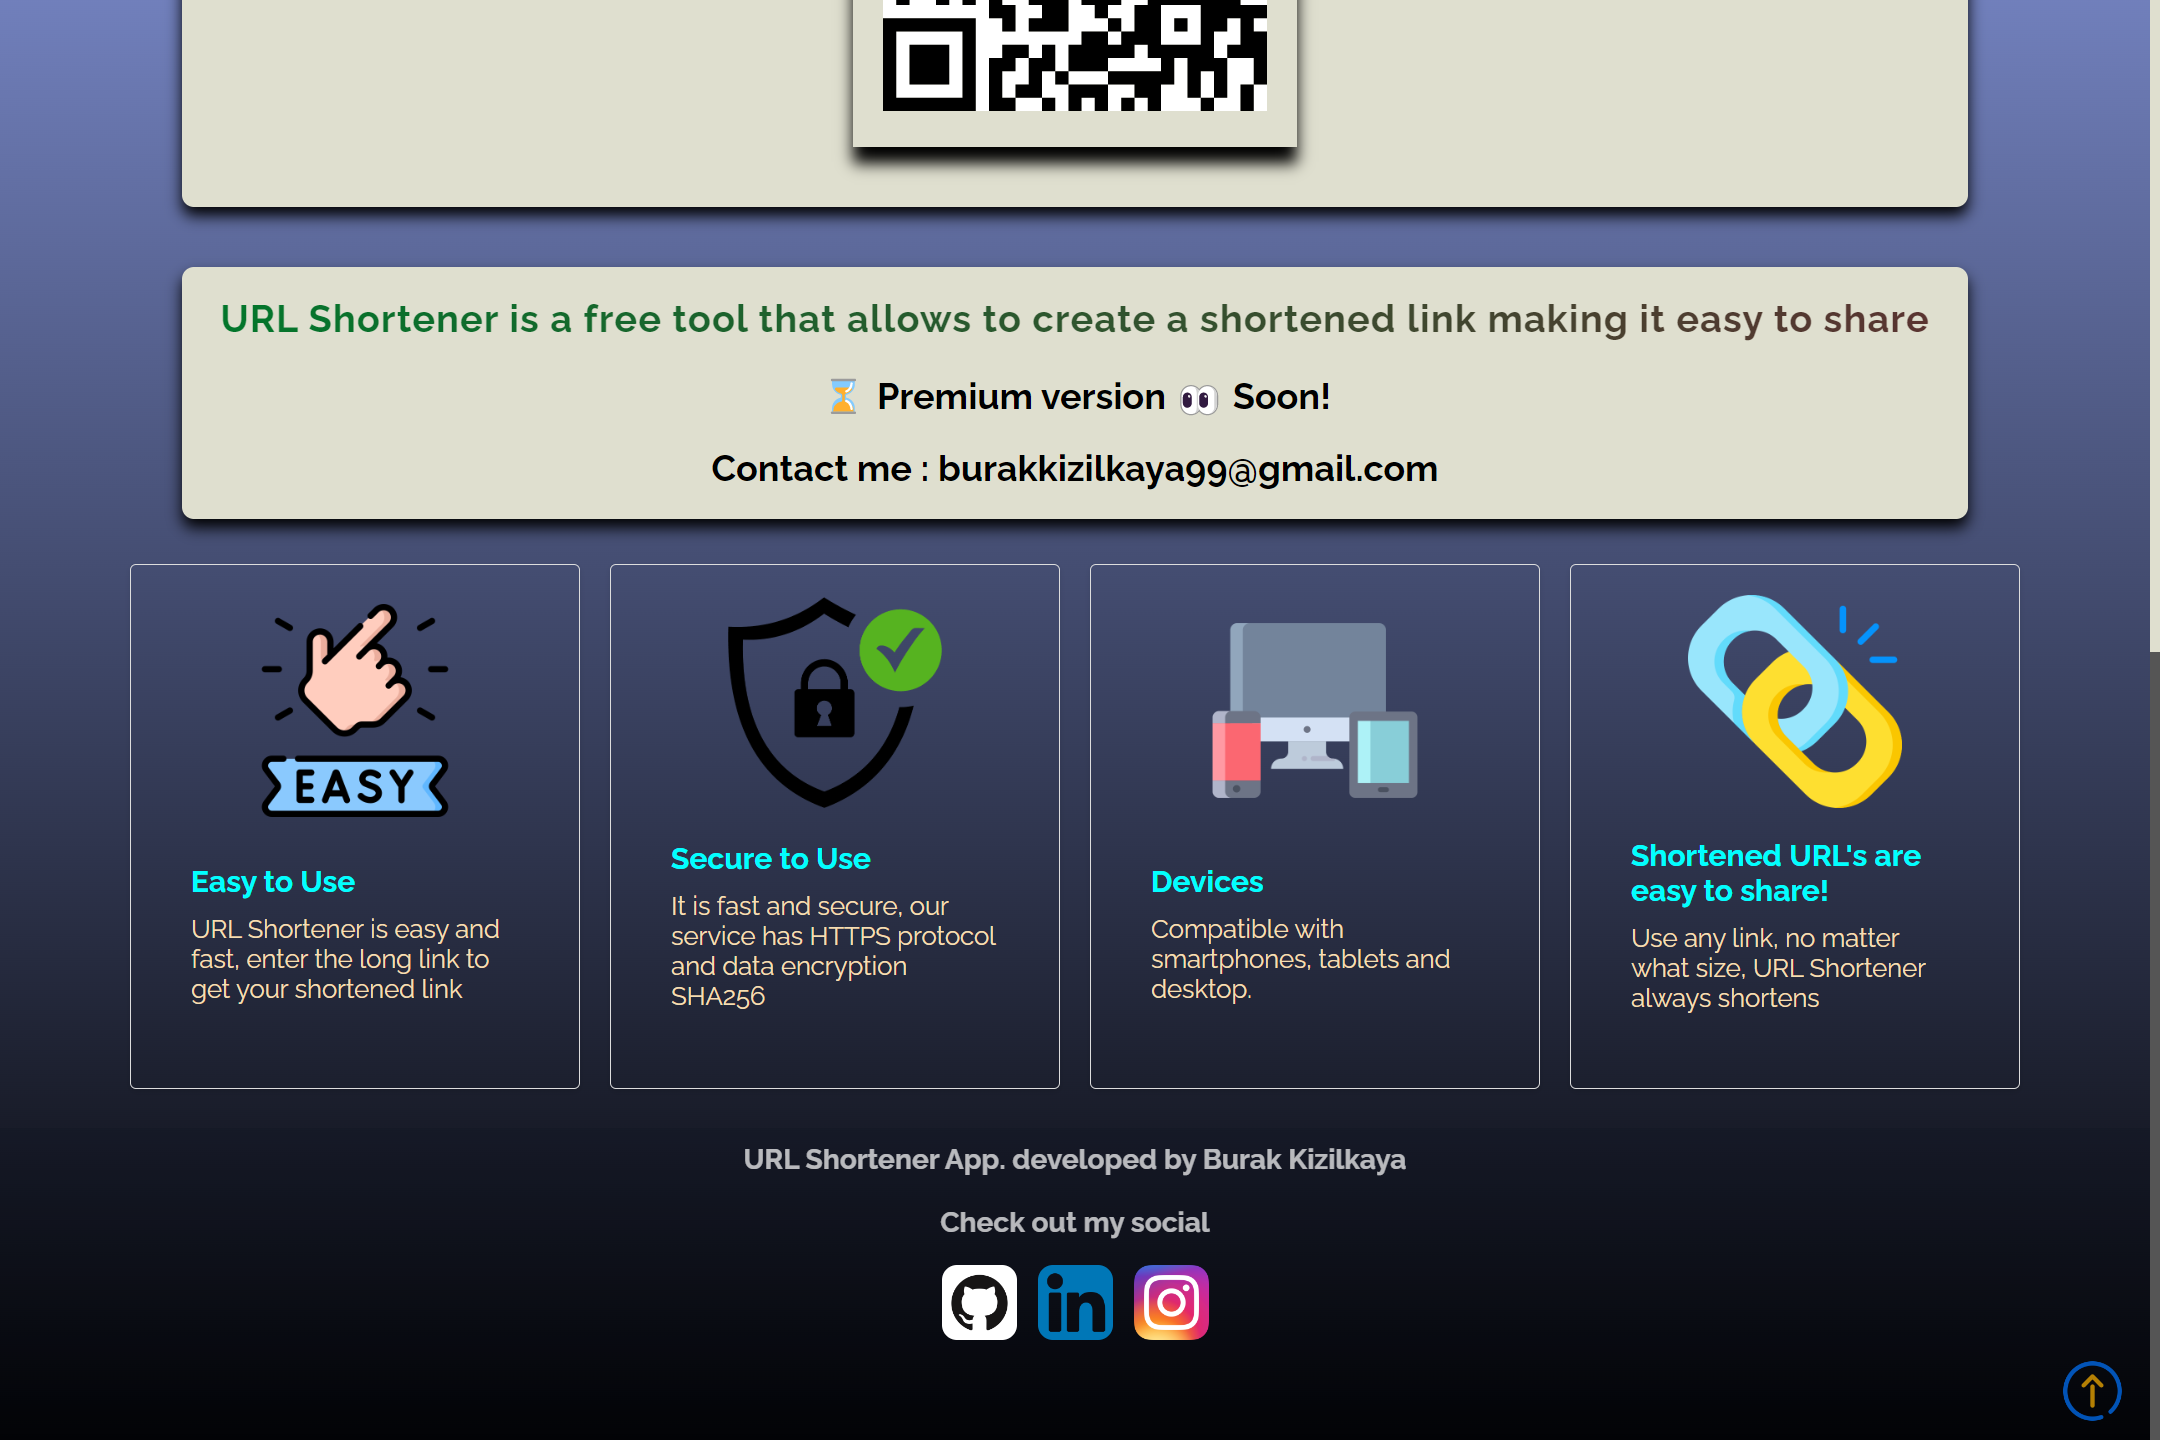 URL Shortener is a free tool that allows to create a shortened link making it easy to share
⏳ Premium version 👀 Soon!
Contact me : burakkizilkaya99@gmail.com
EASY
Easy to Use
URL Shortener is easy and
fast, enter the long link to
get your shortened link
Secure to Use
It is fast and secure, our
service has HTTPS protocol
and data encryption
SHA256
Devices
Compatible with
smartphones, tablets and
desktop.
Shortened URL's are
easy to share!
Use any link, no matter
what size, URL Shortener
always shortens
URL Shortener App. developed by Burak Kizilkaya
Check out my social
in